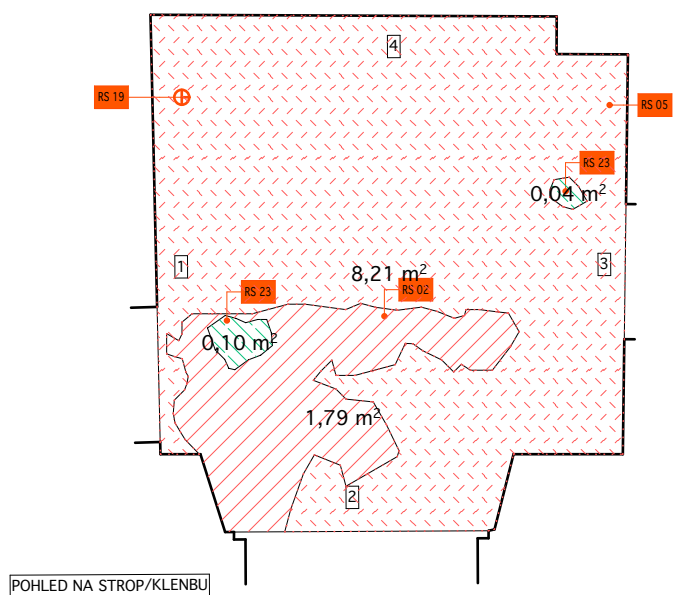 4
RS 19
RS 05
RS 23
0,04 m²
1
3
8,21 m²
RS 23
RS 02
0,10 m²
1,79 m²
2
POHLED NA STROP/KLENBU